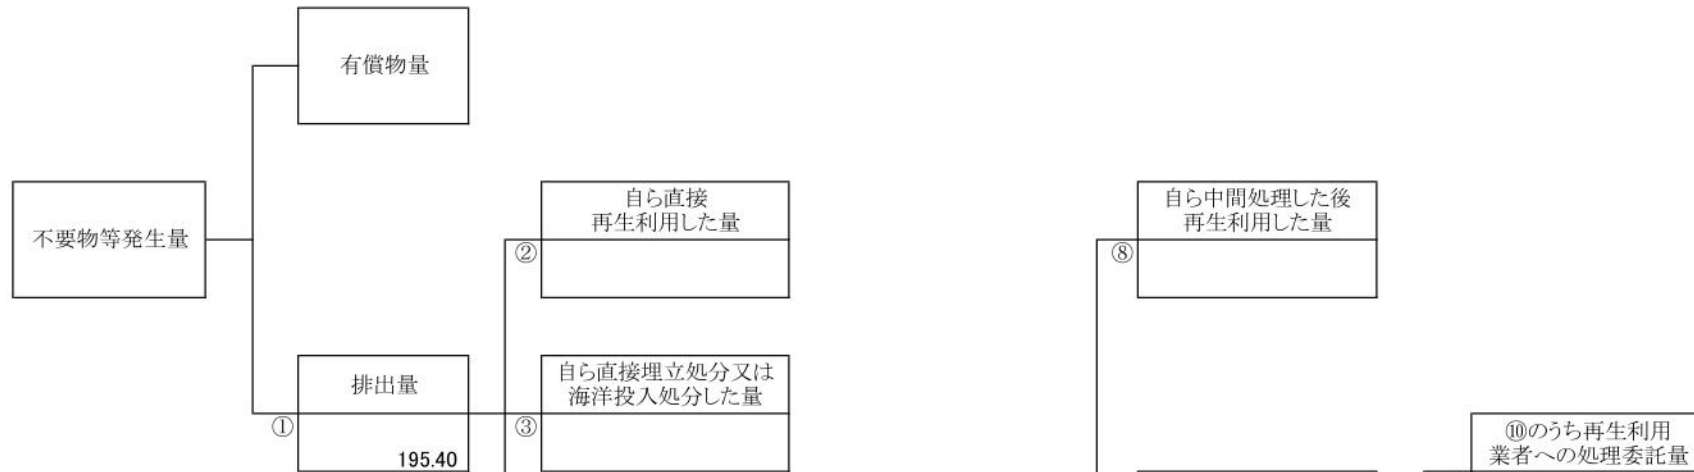 有償物量
不要物等発生量
自ら直接
再生利用した量
②
自ら中間処理した後
再生利用した量
⑧
排出量
①
195.40
自ら直接埋立処分又は
海洋投入処分した量
③
⑩のうち再生利用
業者への処理委託量